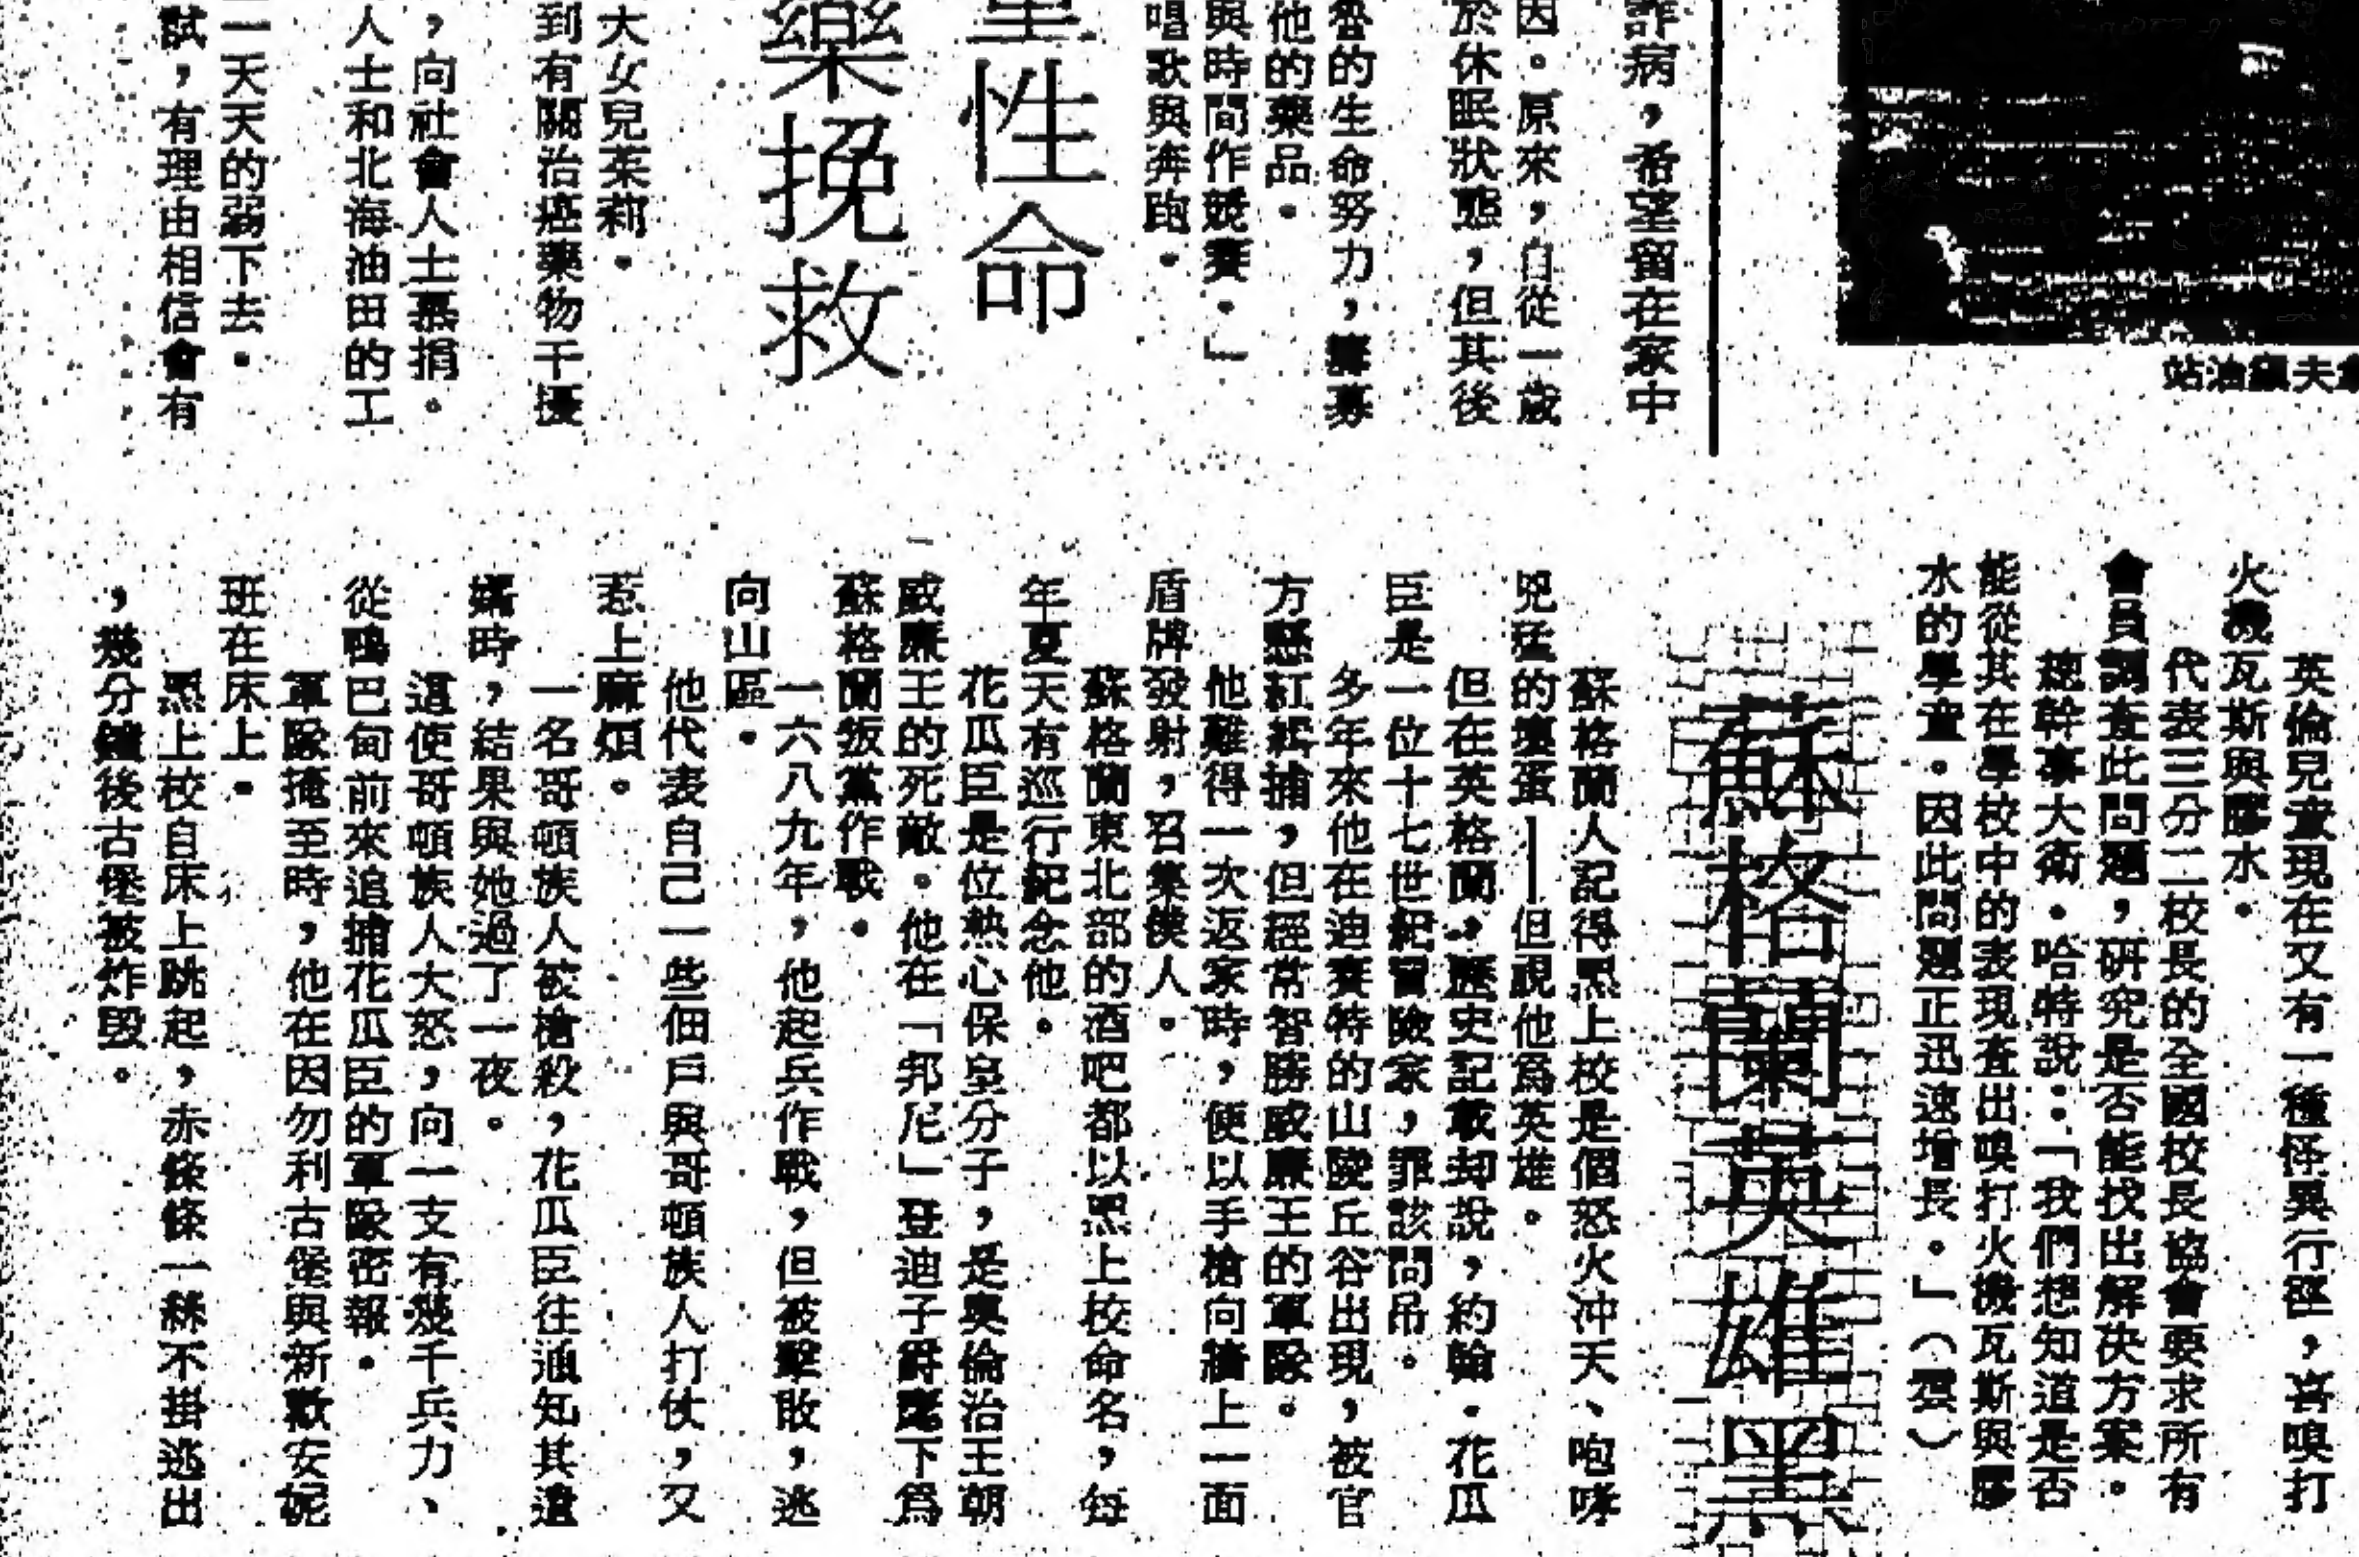 詐病，希望留在家中
因。原來，自從一歲
於休眠狀態，但其後
的生命努力，籌募
他的藥品。
與時間作競賽。」
唱歌與奔跑。
性命
藥挽救
大女兒茱莉。
到有關治癌藥物干擾
，向社會人士募捐。
人士和北海油田的工
一天天的弱下去。
試，有理由相信會有
夫鎮油站
英倫兒童現在又有一種怪異行徑，喜嗅打
火機瓦斯與膠水。
代表三分二校長的全國校長協會要求所有
會員調查此問題，研究是否能找出解決方案。
總幹事大衛・哈特說：「我們想知道是否
能從其在學校中的表現查出嗅打火機瓦斯與膠
水的學童。因此問題正迅速增長。」（雲）
蘇格蘭英雄黑
蘇格蘭人記得黑上校是個怒火冲天、咆哮
兇猛的壞蛋——但視他爲英雄。
但在英格蘭，歷史記載却說，約翰・花瓜
臣是一位十七世紀冒險家，罪該問吊。
多年來他在迪賽特的山陵丘谷出現，被官
方懸紅緝捕，但經常智勝威廉王的軍隊。
他難得一次返家時，便以手槍向牆上一面
盾牌發射，召集僕人。
蘇格蘭東北部的酒吧都以黑上校命名，每
年夏天有巡行紀念他。
花瓜臣是位熱心保皇分子，是奧倫治王朝
威廉王的死敵。他在「邦尼」登迪子爵麾下爲
蘇格蘭叛黨作戰。
一六八九年，他起兵作戰，但被擊敗，逃
向山區。
他代表自己一些佃戶與哥頓族人打仗，又
惹上麻煩。
一名哥頓族人被槍殺，花瓜臣往通知其遺
孀時，結果與她過了一夜。
這使哥頓族人大怒，向一支有幾千兵力、
從鴨巴甸前來追捕花瓜臣的軍隊密報。
軍隊掩至時，他在因勿利古堡與新歡安妮
班在床上。
黑上校自床上跳起，赤條條一絲不掛逃出
，幾分鐘後古堡被炸毀。